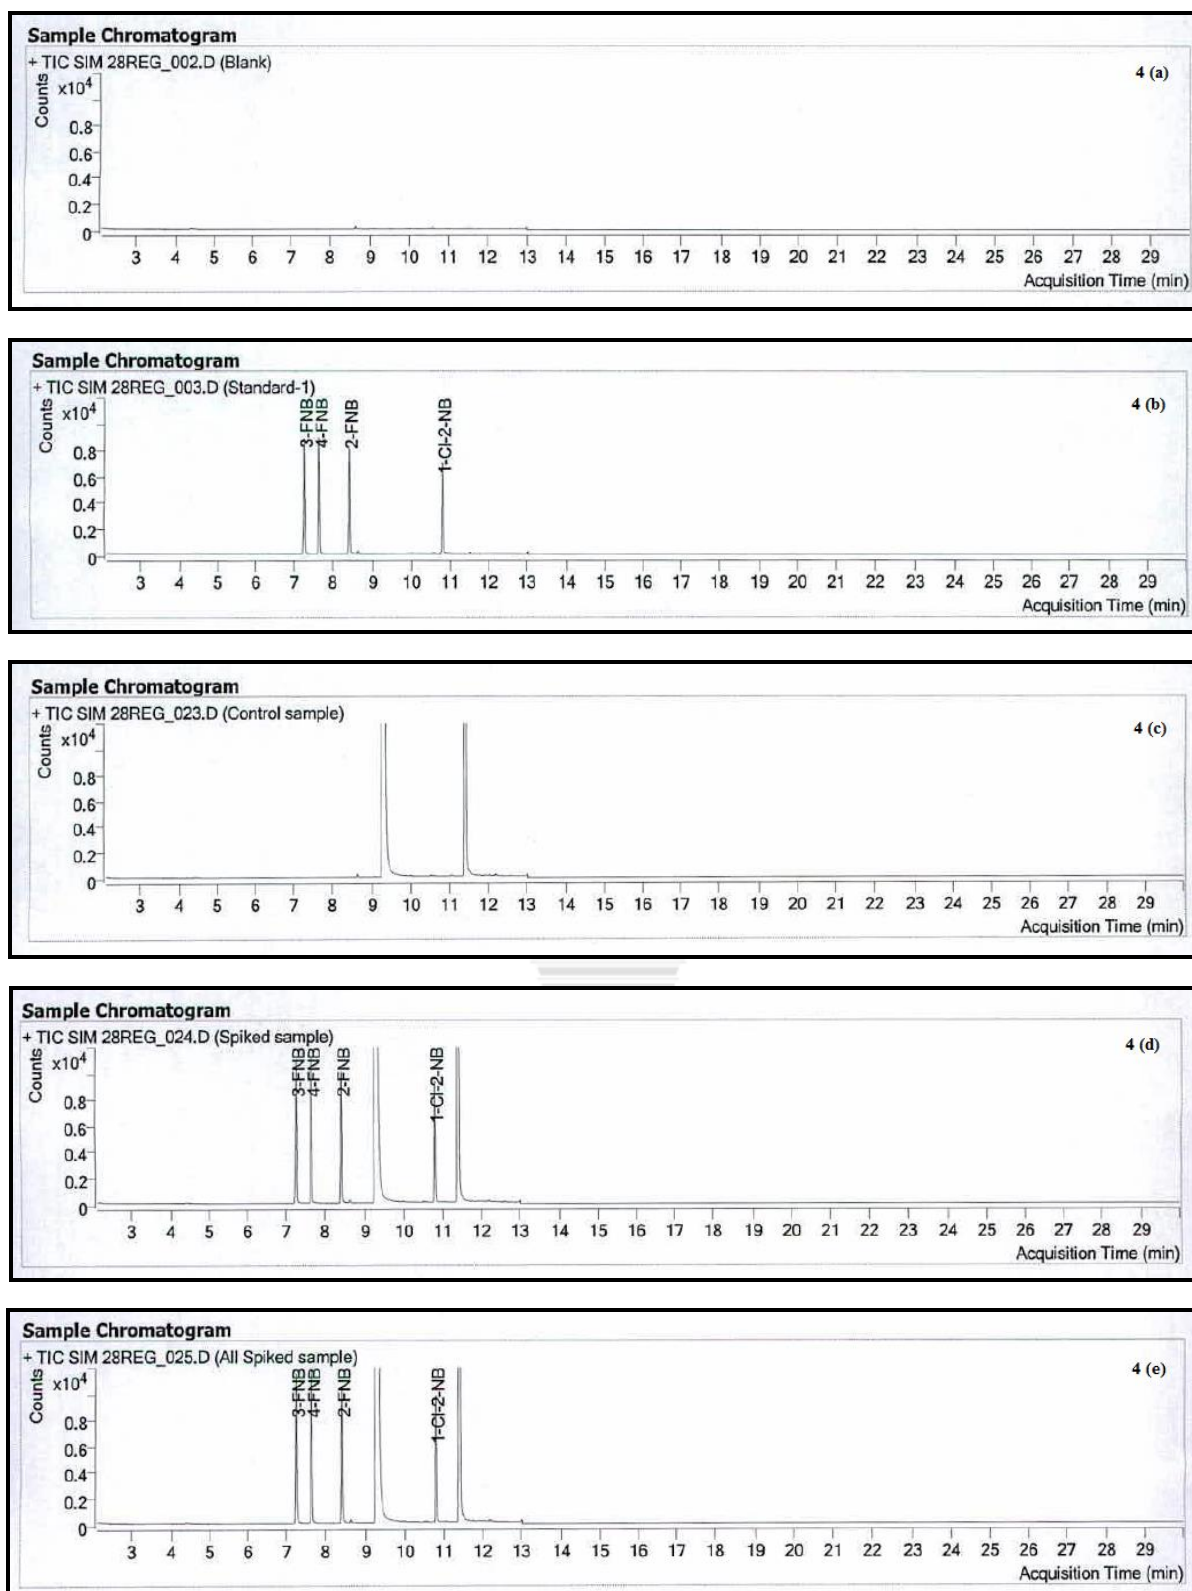 Sample Chromatogram
+ TIC SIM 28REG_002.D (Blank)
4 (a)
Counts
x10⁴
0.8
0.6
0.4
0.2
0
3 4 5 6 7 8 9 10 11 12 13 14 15 16 17 18 19 20 21 22 23 24 25 26 27 28 29
Acquisition Time (min)
Sample Chromatogram
+ TIC SIM 28REG_003.D (Standard-1)
4 (b)
Counts
x10⁴
3-FNB
4-FNB
2-FNB
1-Cl-2-NB
0.8
0.6
0.4
0.2
0
3 4 5 6 7 8 9 10 11 12 13 14 15 16 17 18 19 20 21 22 23 24 25 26 27 28 29
Acquisition Time (min)
Sample Chromatogram
+ TIC SIM 28REG_023.D (Control sample)
4 (c)
Counts
x10⁴
0.8
0.6
0.4
0.2
0
3 4 5 6 7 8 9 10 11 12 13 14 15 16 17 18 19 20 21 22 23 24 25 26 27 28 29
Acquisition Time (min)
Sample Chromatogram
+ TIC SIM 28REG_024.D (Spiked sample)
4 (d)
Counts
x10⁴
3-FNB
4-FNB
2-FNB
1-Cl-2-NB
0.8
0.6
0.4
0.2
0
3 4 5 6 7 8 9 10 11 12 13 14 15 16 17 18 19 20 21 22 23 24 25 26 27 28 29
Acquisition Time (min)
Sample Chromatogram
+ TIC SIM 28REG_025.D (All Spiked sample)
4 (e)
Counts
x10⁴
3-FNB
4-FNB
2-FNB
1-Cl-2-NB
0.8
0.6
0.4
0.2
0
3 4 5 6 7 8 9 10 11 12 13 14 15 16 17 18 19 20 21 22 23 24 25 26 27 28 29
Acquisition Time (min)